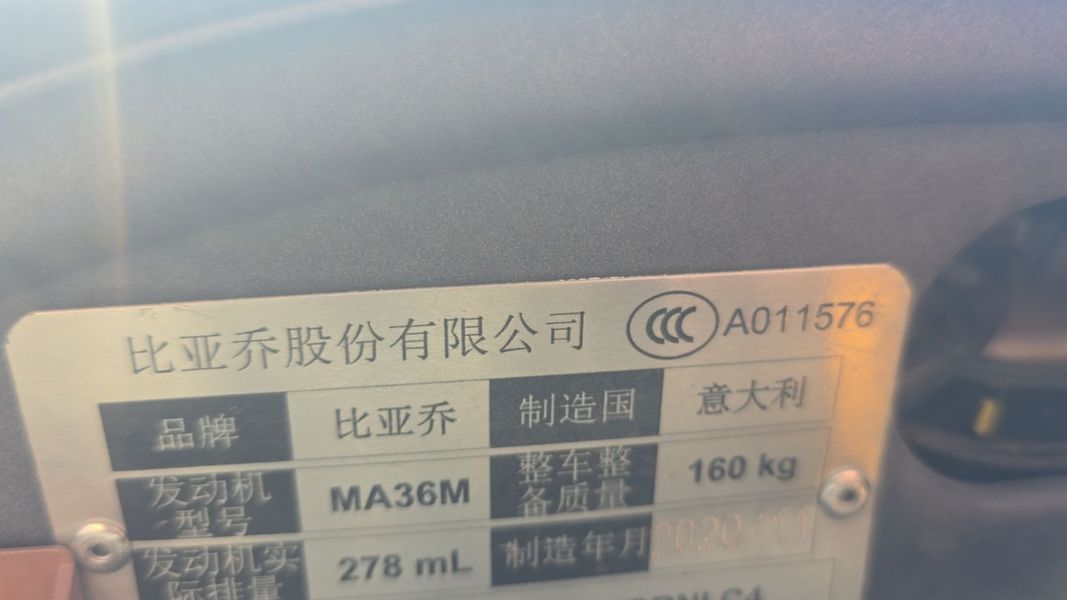 比亚乔股份有限公司 CCC A011576
品牌 比亚乔 制造国 意大利
发动机型号 MA36M 整车整备质量 160 kg
发动机实际排量 278 mL 制造年月 2020/11